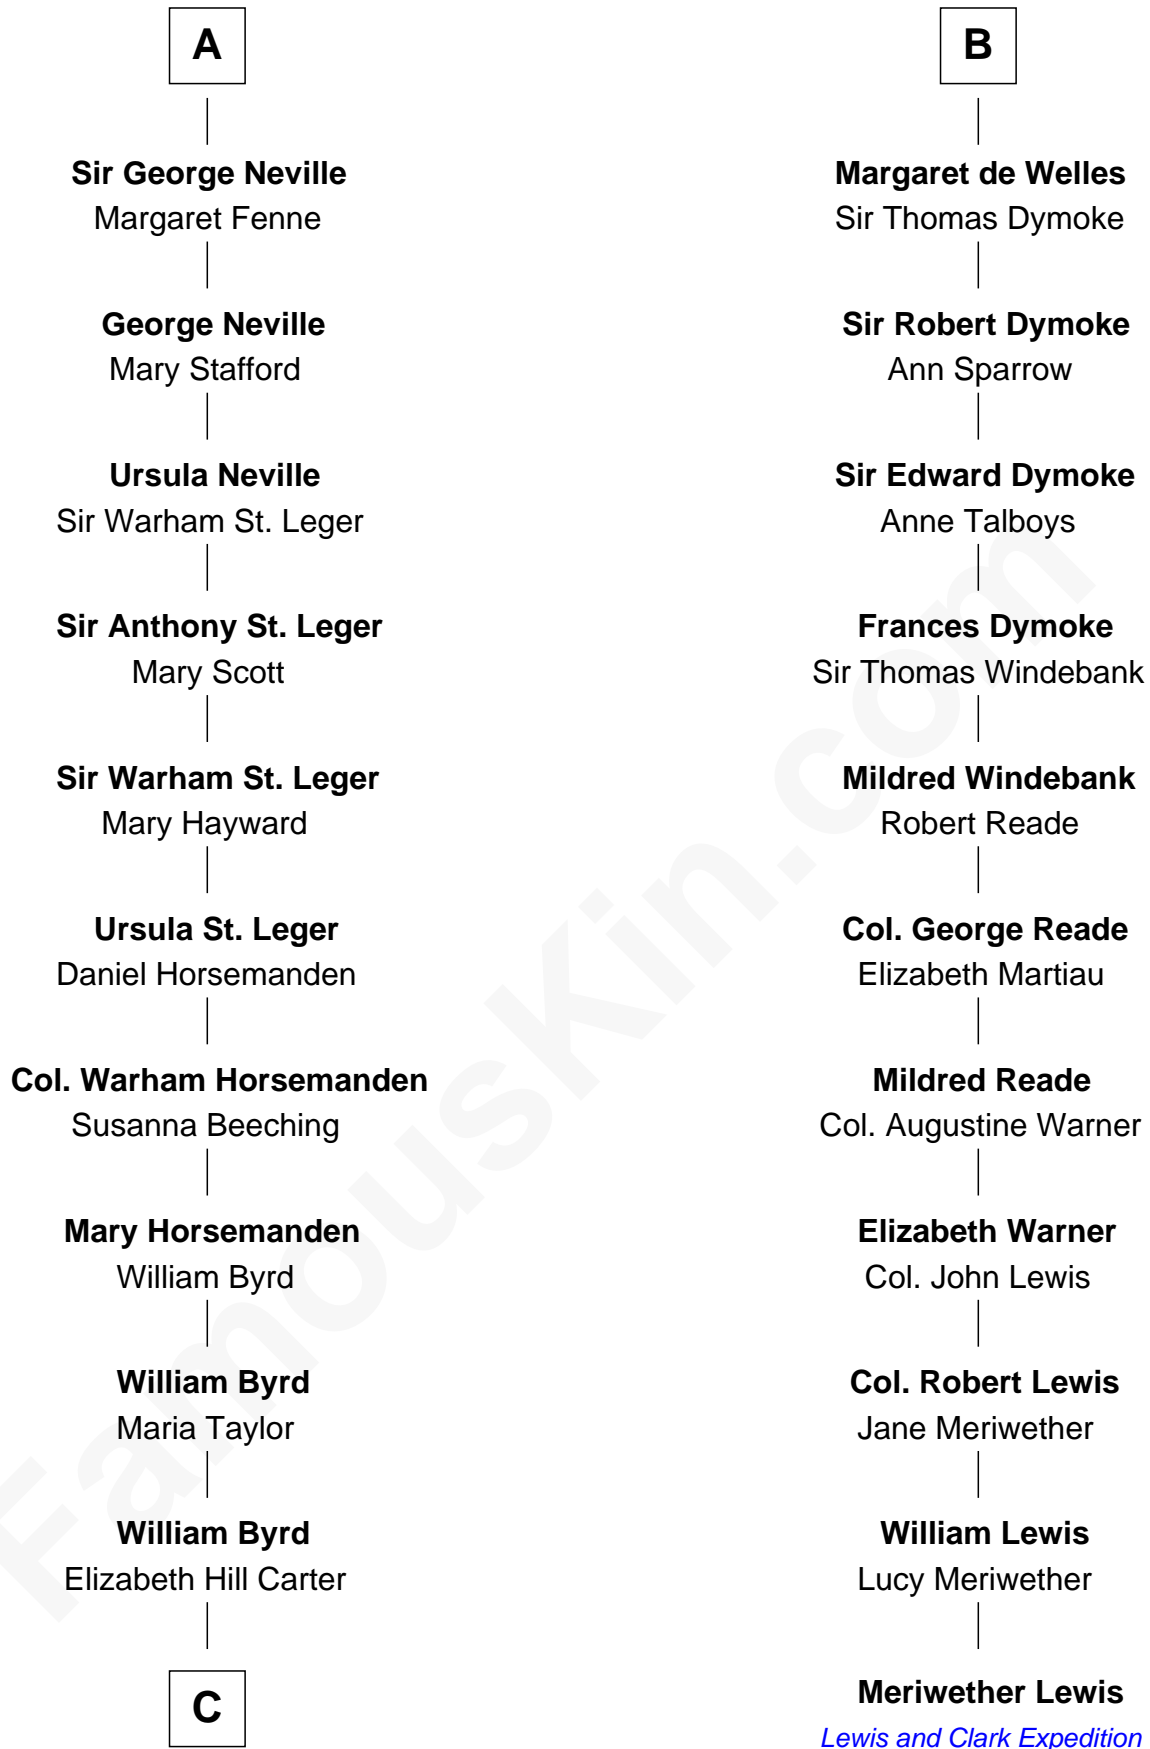 A
Sir George Neville
Margaret Fenne
George Neville
Mary Stafford
Ursula Neville
Sir Warham St. Leger
Sir Anthony St. Leger
Mary Scott
Sir Warham St. Leger
Mary Hayward
Ursula St. Leger
Daniel Horsemanden
Col. Warham Horsemanden
Susanna Beeching
Mary Horsemanden
William Byrd
William Byrd
Maria Taylor
William Byrd
Elizabeth Hill Carter
C
B
Margaret de Welles
Sir Thomas Dymoke
Sir Robert Dymoke
Ann Sparrow
Sir Edward Dymoke
Anne Talboys
Frances Dymoke
Sir Thomas Windebank
Mildred Windebank
Robert Reade
Col. George Reade
Elizabeth Martiau
Mildred Reade
Col. Augustine Warner
Elizabeth Warner
Col. John Lewis
Col. Robert Lewis
Jane Meriwether
William Lewis
Lucy Meriwether
Meriwether Lewis
Lewis and Clark Expedition
FamousKin.com